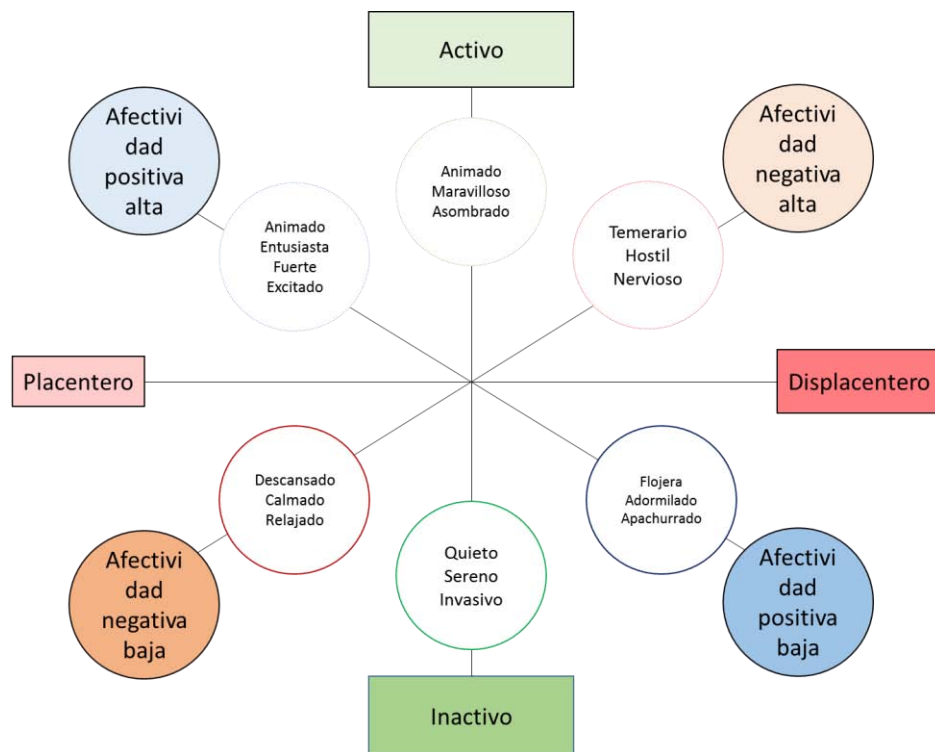 Activo
Afectivi
dad
positiva
alta
Afectivi
dad
negativa
alta
Animado
Maravilloso
Asombrado
Animado
Entusiasta
Fuerte
Excitado
Temerario
Hostil
Nervioso
Placentero
Displacentero
Descansado
Calmado
Relajado
Flojera
Adormilado
Apachurrado
Quieto
Sereno
Invasivo
Afectivi
dad
negativa
baja
Afectivi
dad
positiva
baja
Inactivo